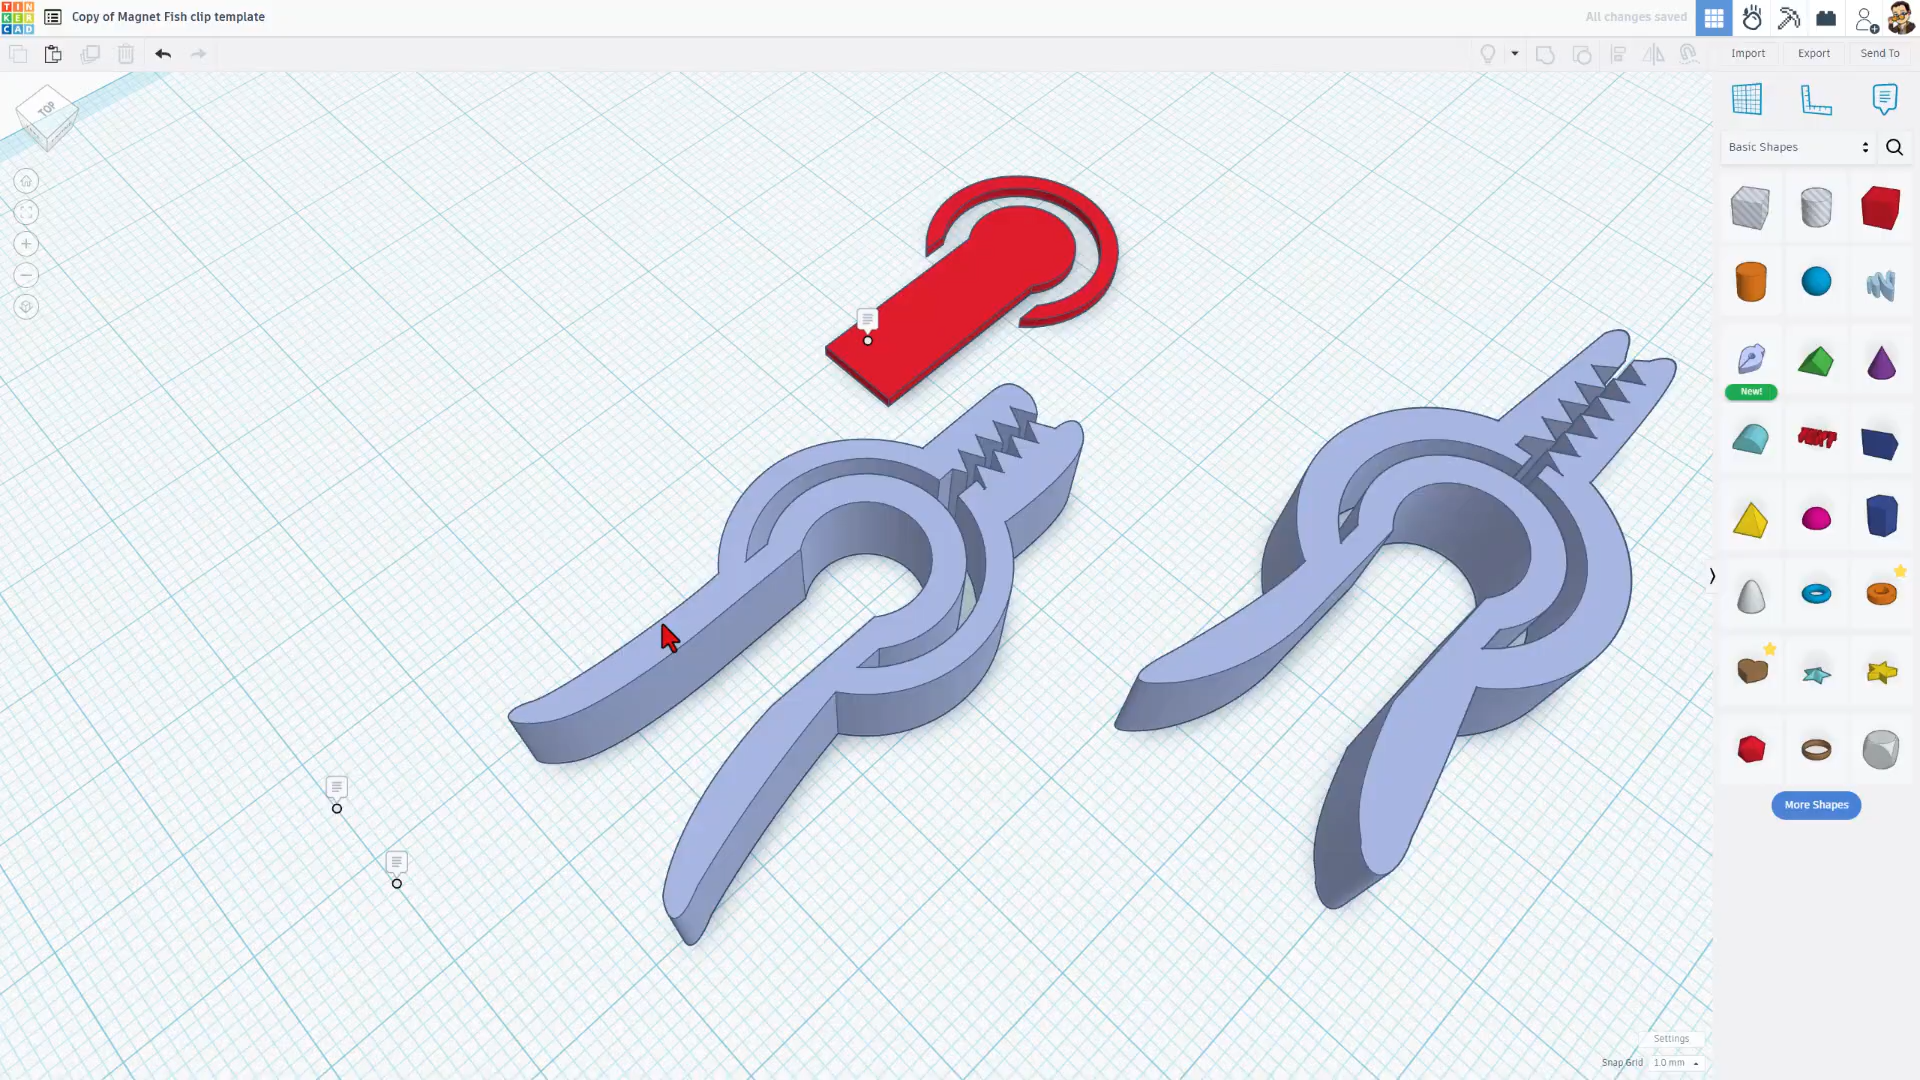 TIN
KER
CAD
Copy of Magnet Fish clip template
All changes saved
Import
Export
Send To
TOP
Basic Shapes
New!
More Shapes
Settings
Snap Grid 1.0 mm